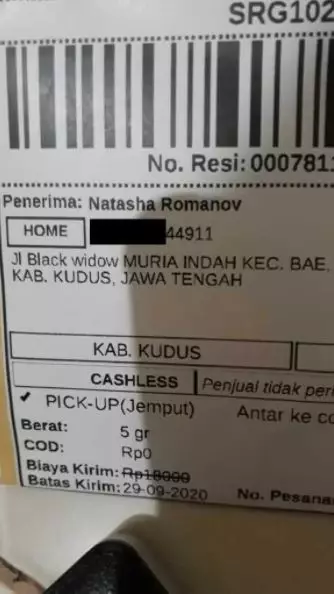 SRG102
No. Resi: 000781
Penerima: Natasha Romanov
HOME 44911
Jl Black widow MURIA INDAH KEC. BAE.
KAB. KUDUS, JAWA TENGAH
KAB. KUDUS
CASHLESS Penjual tidak peri
✓ PICK-UP(Jemput) Antar ke co
Berat: 5 gr
COD: Rp0
Biaya Kirim: Rp18000
Batas Kirim: 29-09-2020 No. Pesana